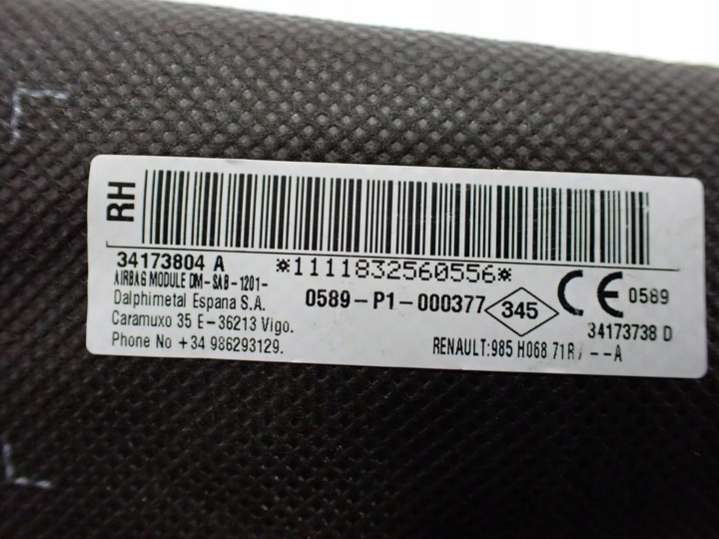 RH
34173804 A
*1111832560556*
AIRBAG MODULE DM-SAB-1201-
Dalphimetal Espana S.A.
0589-P1-000377
345
CE 0589
Caramuxo 35 E-36213 Vigo.
34173738 D
Phone No +34 986293129.
RENAULT:985 H068 71R/--A